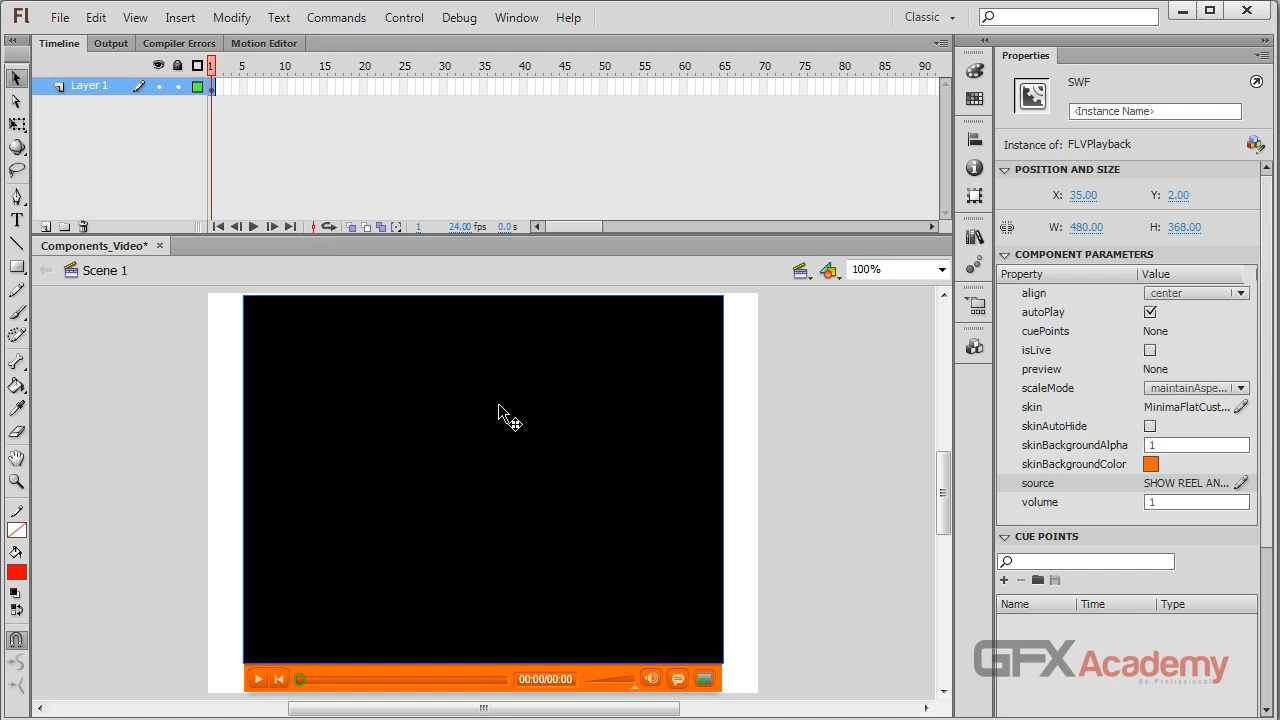 Fl File Edit View Insert Modify Text Commands Control Debug Window Help Classic
Timeline Output Compiler Errors Motion Editor
1 5 10 15 20 25 30 35 40 45 50 55 60 65 70 75 80 85 90
Layer 1
1 24.00 fps 0.0 s
Components_Video*
Scene 1 100%
00:00/00:00
Properties
SWF
<Instance Name>
Instance of: FLVPlayback
POSITION AND SIZE
X: 35.00 Y: 2.00
W: 480.00 H: 368.00
COMPONENT PARAMETERS
Property Value
align center
autoPlay
cuePoints None
isLive
preview None
scaleMode maintainAspe...
skin MinimaFlatCust...
skinAutoHide
skinBackgroundAlpha 1
skinBackgroundColor
source SHOW REEL AN...
volume 1
CUE POINTS
Name Time Type
GFX Academy
Be Professional